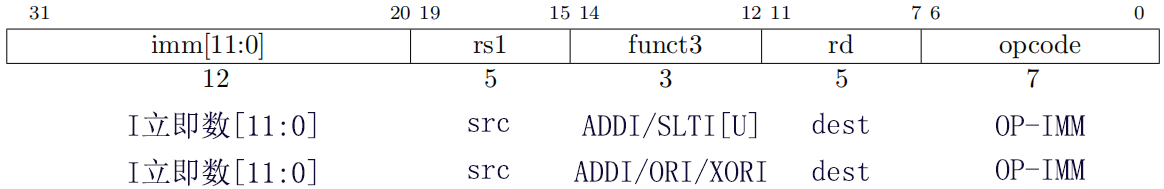 31 20 19 15 14 12 11 7 6 0
imm[11:0] rs1 funct3 rd opcode
12 5 3 5 7
I立即数[11:0] src ADDI/SLTI[U] dest OP-IMM
I立即数[11:0] src ADDI/ORI/XORI dest OP-IMM